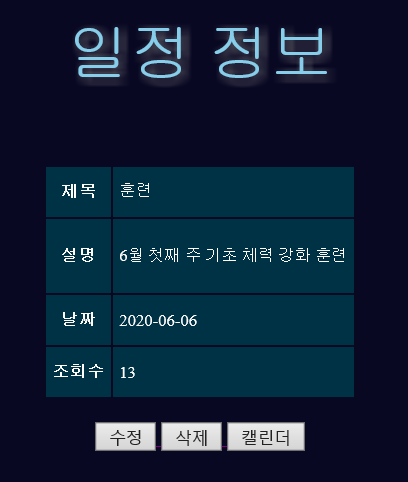 일정 정보
제목 훈련
설명 6월 첫째 주 기초 체력 강화 훈련
날짜 2020-06-06
조회수 13
수정 삭제 캘린더